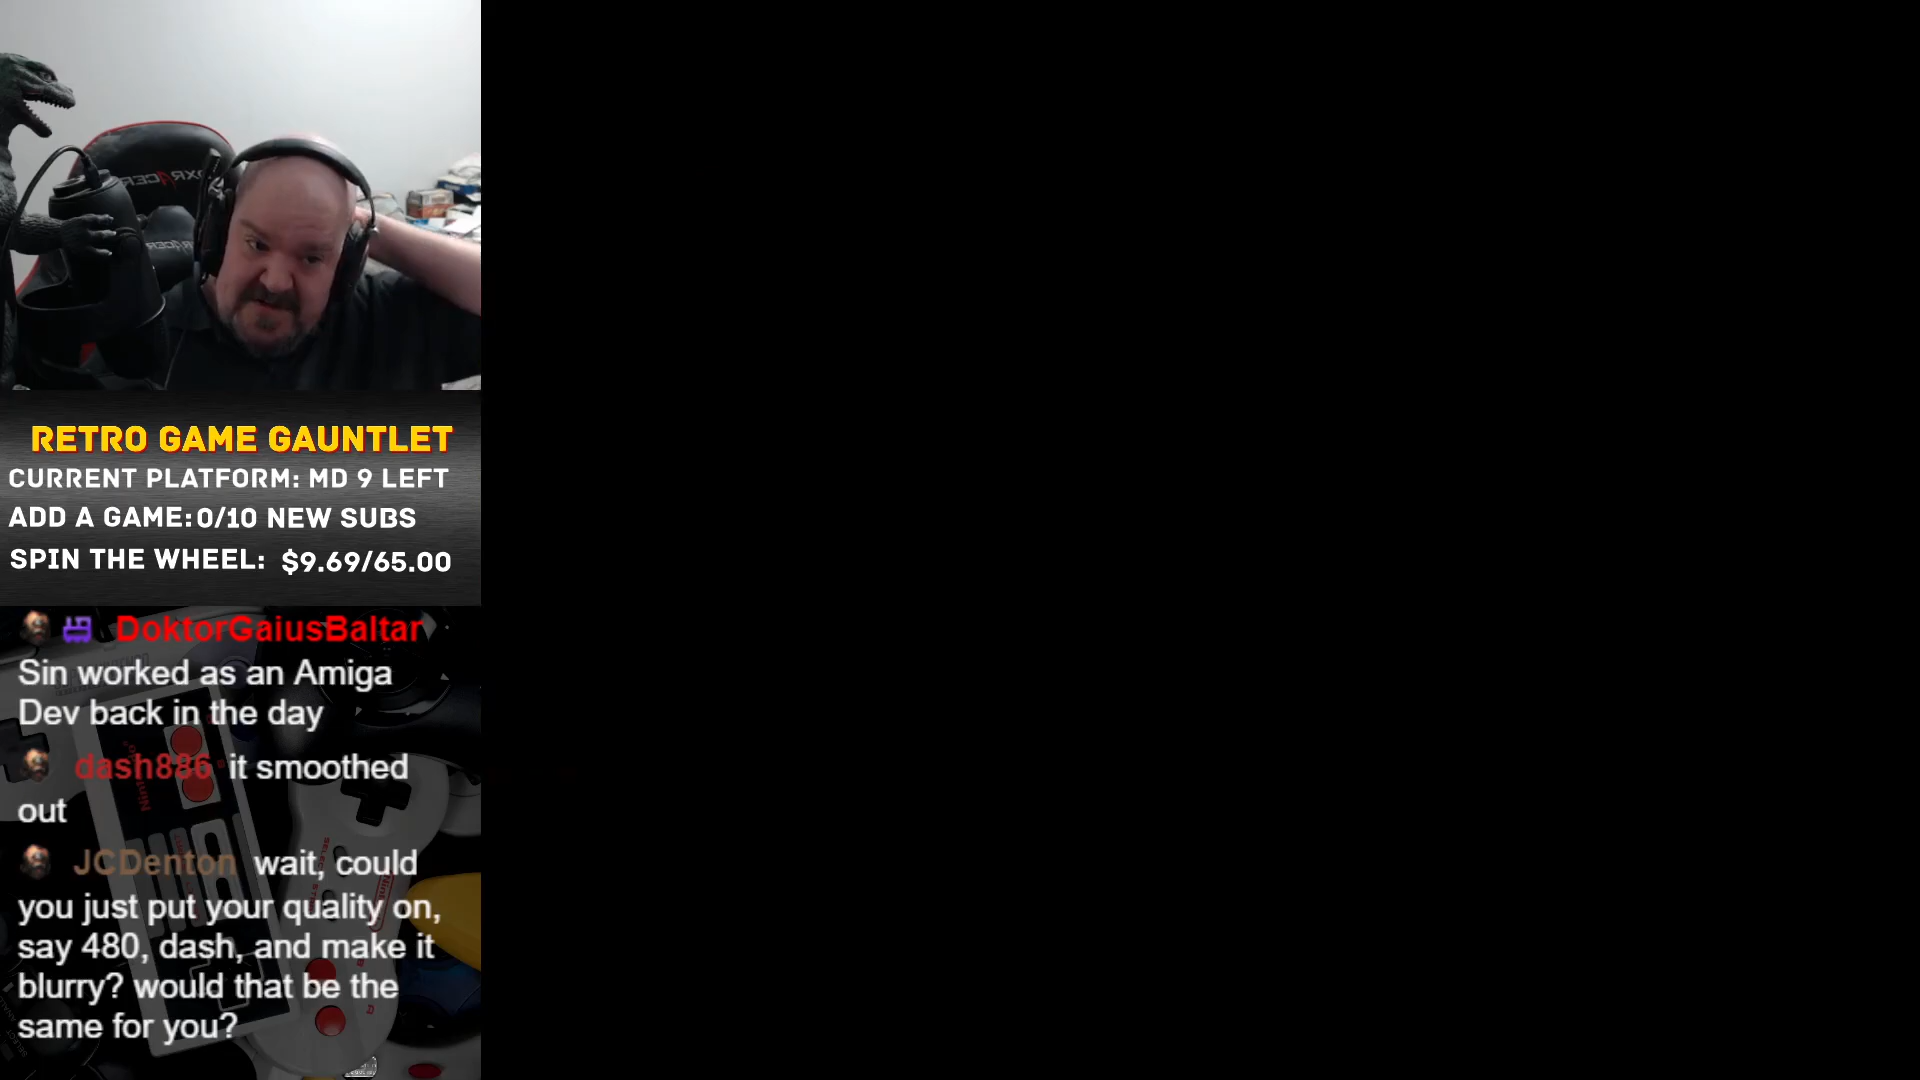 RETRO GAME GAUNTLET
CURRENT PLATFORM: MD 9 LEFT
ADD A GAME: 0/10 NEW SUBS
SPIN THE WHEEL: $9.69/65.00
DoktorGaiusBaltar
Sin worked as an Amiga
Dev back in the day
dash886 it smoothed
out
JCDenton wait, could
you just put your quality on,
say 480, dash, and make it
blurry? would that be the
same for you?